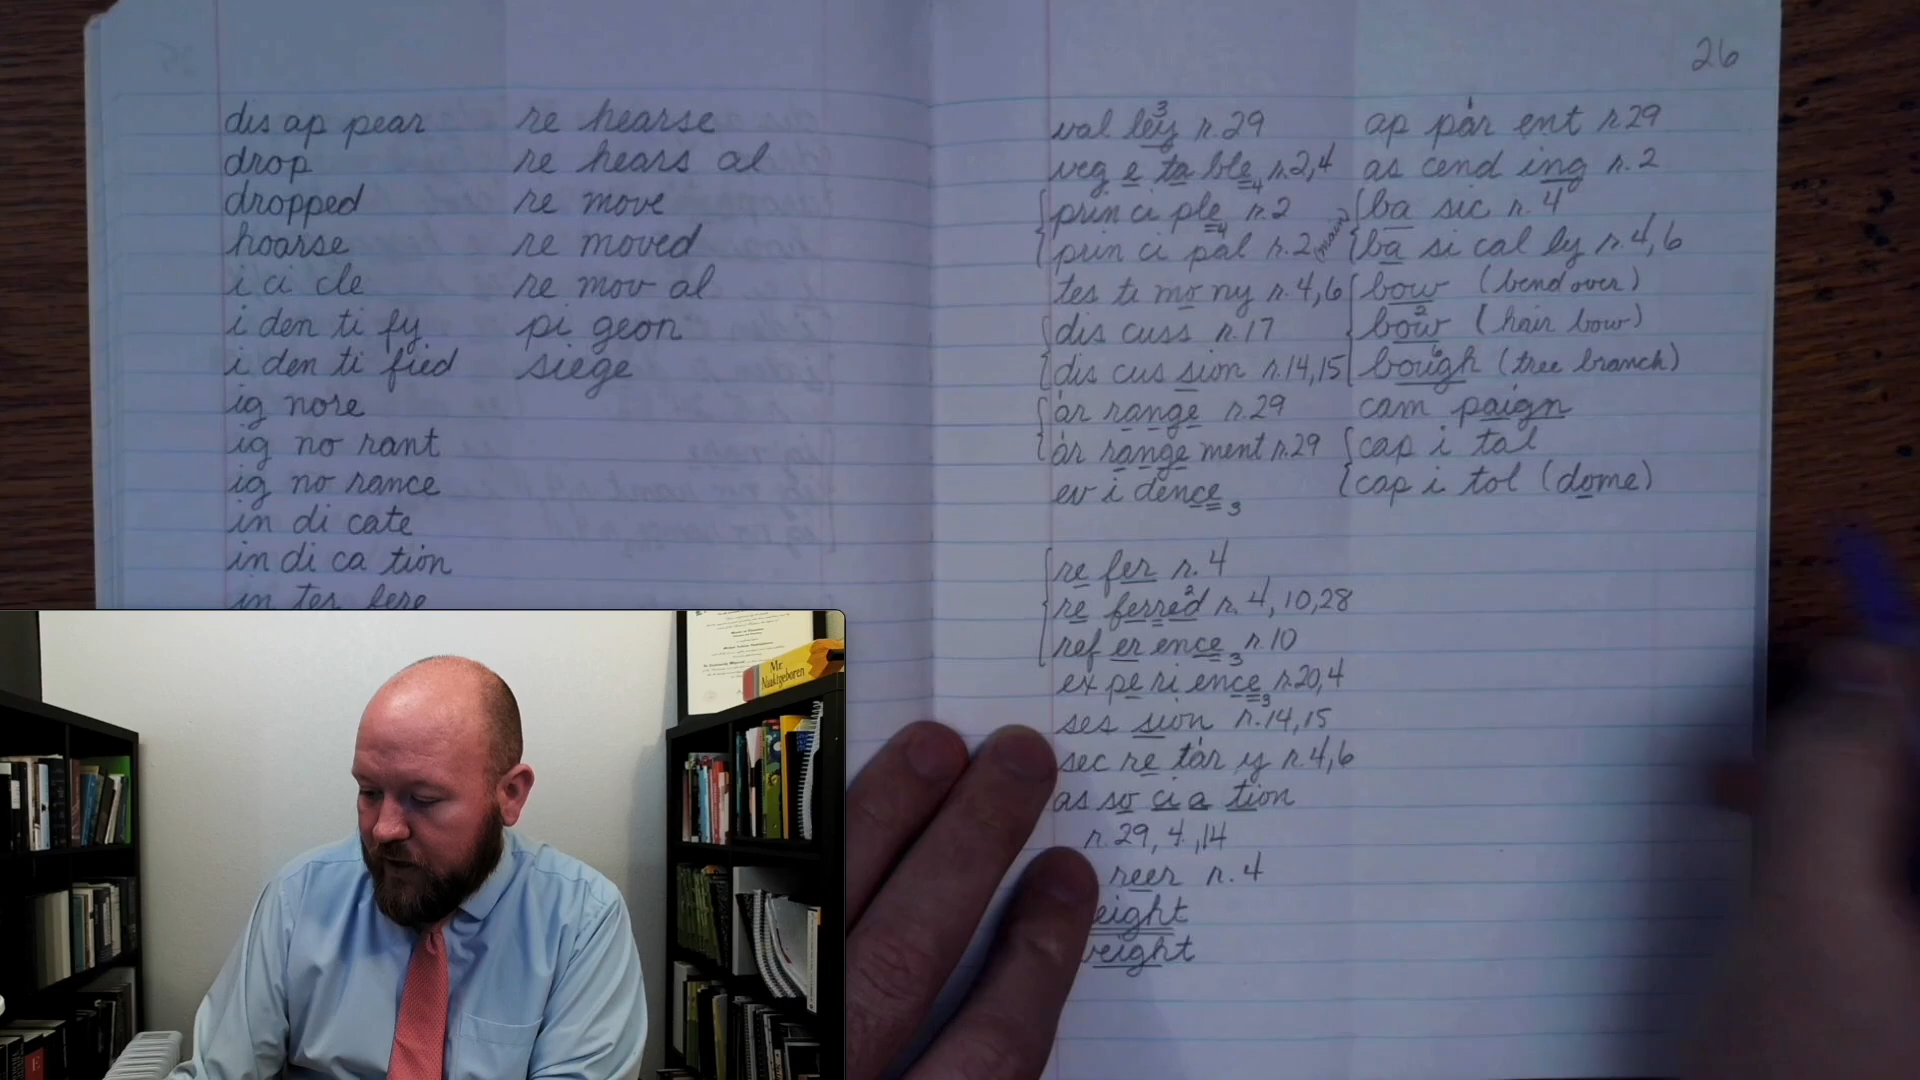 26
dis ap pear
drop
dropped
hoarse
i ci cle
i den ti fy
i den ti fied
ig nore
ig no rant
ig no rance
in di cate
in di ca tion
in ter fere
re hearse
re hears al
re move
re moved
re mov al
pi geon
siege
val ley r. 29
veg e ta ble r. 2,4
prin ci ple r. 2
prin ci pal r. 2 (main)
tes ti mo ny r. 4,6
dis cuss r. 17
dis cus sion r. 14,15
ar range r. 29
ar range ment r. 29
ev i dence
re fer r. 4
re ferred r. 4,10,28
ref er ence r. 10
ex pe ri ence r. 20,4
ses sion r. 14,15
sec re tar y r. 4,6
as so ci a tion
r. 29, 4, 14
reer r. 4
eight
weight
ap par ent r. 29
as cend ing r. 2
ba sic r. 4
ba si cal ly r. 4,6
bow (bend over)
bow (hair bow)
bough (tree branch)
cam paign
cap i tal
cap i tol (dome)
Mr.
Nuaktgeboren